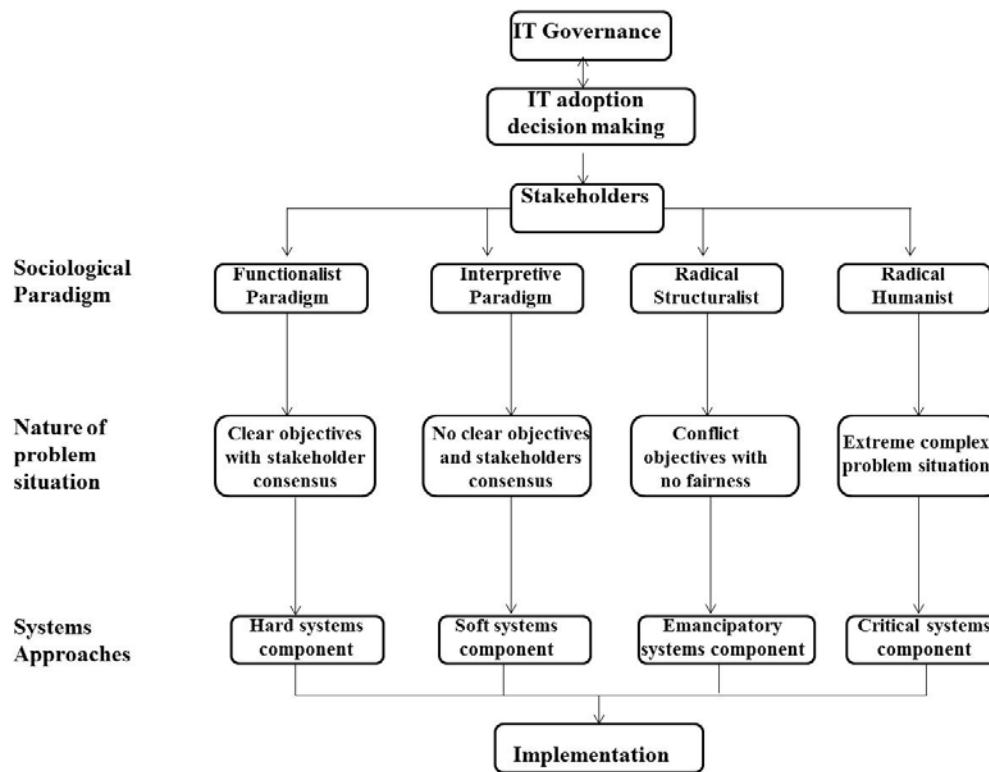 IT Governance
IT adoption
decision making
Stakeholders
Sociological
Paradigm
Functionalist
Paradigm
Interpretive
Paradigm
Radical
Structuralist
Radical
Humanist
Nature of
problem
situation
Clear objectives
with stakeholder
consensus
No clear objectives
and stakeholders
consensus
Conflict
objectives with
no fairness
Extreme complex
problem situation
Systems
Approaches
Hard systems
component
Soft systems
component
Emancipatory
systems component
Critical systems
component
Implementation